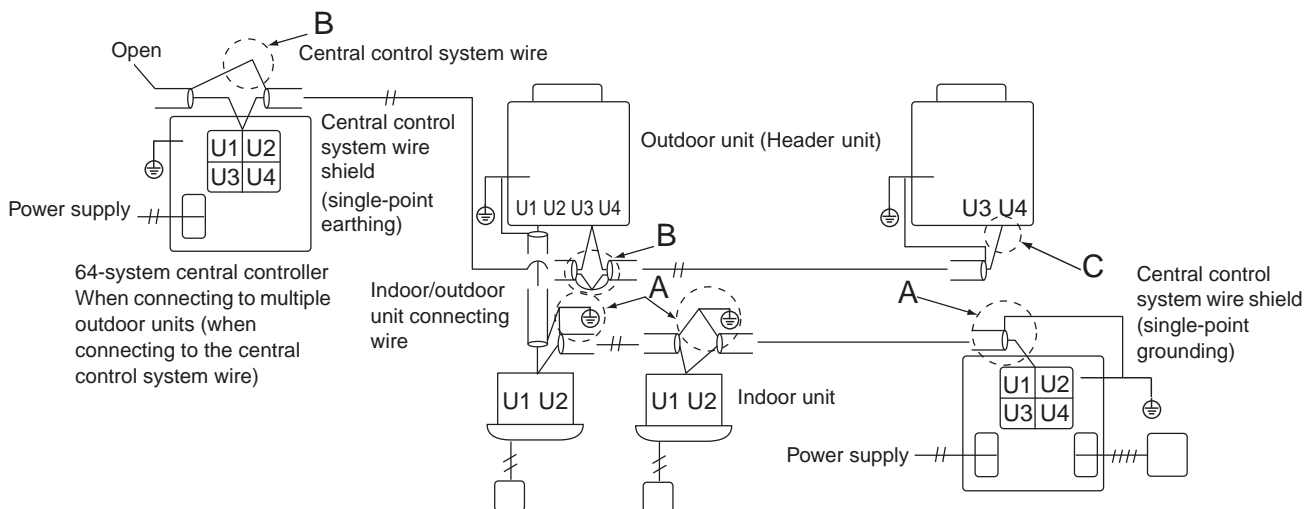 B
Open
Central control system wire
U1 U2
U3 U4
Central control
system wire
shield
(single-point
earthing)
Power supply
64-system central controller
When connecting to multiple
outdoor units (when
connecting to the central
control system wire)
Outdoor unit (Header unit)
U1 U2 U3 U4
B
U3 U4
C
Indoor/outdoor
unit connecting
wire
A
A
Central control
system wire shield
(single-point
grounding)
U1 U2
U1 U2
Indoor unit
U1 U2
U3 U4
Power supply